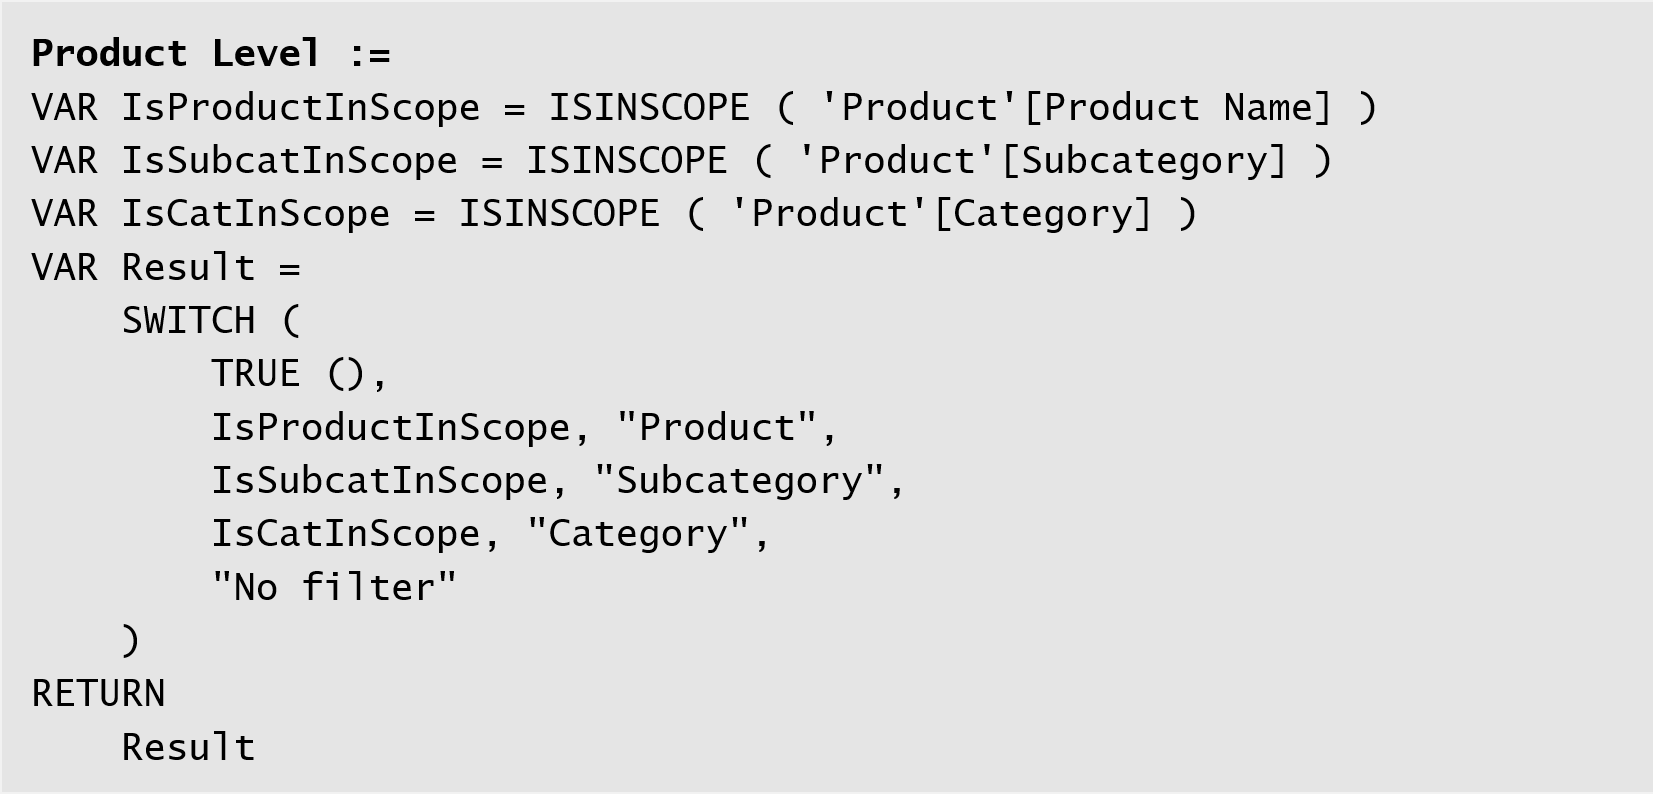 Product Level :=
VAR IsProductInScope = ISINSCOPE ( 'Product'[Product Name] )
VAR IsSubcatInScope = ISINSCOPE ( 'Product'[Subcategory] )
VAR IsCatInScope = ISINSCOPE ( 'Product'[Category] )
VAR Result =
    SWITCH (
        TRUE (),
        IsProductInScope, "Product",
        IsSubcatInScope, "Subcategory",
        IsCatInScope, "Category",
        "No filter"
    )
RETURN
    Result